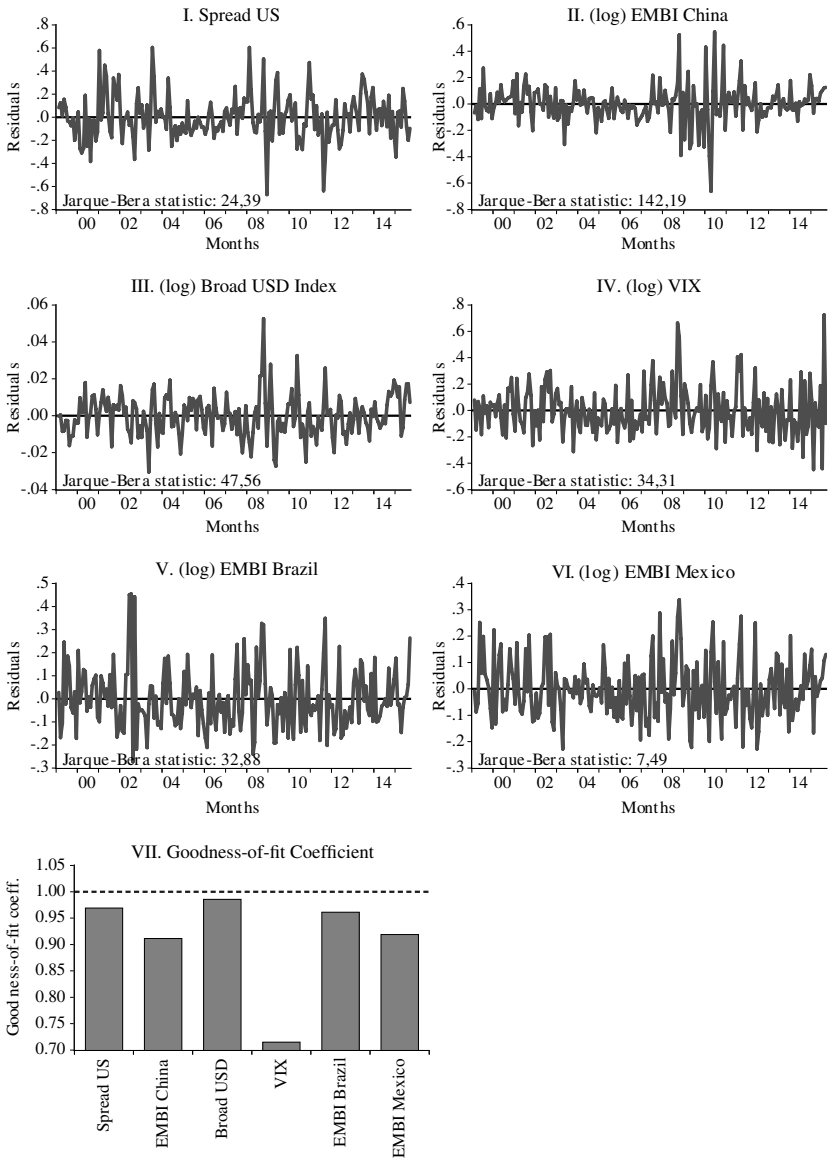 I. Spread US
.8
.6
.4
.2
.0
-.2
-.4
-.6
-.8
Residuals
Jarque-Bera statistic: 24,39
00 02 04 06 08 10 12 14
Months
II. (log) EMBI China
.6
.4
.2
.0
-.2
-.4
-.6
-.8
Residuals
Jarque-Bera statistic: 142,19
00 02 04 06 08 10 12 14
Months
III. (log) Broad USD Index
.06
.04
.02
.00
-.02
-.04
Residuals
Jarque-Bera statistic: 47,56
00 02 04 06 08 10 12 14
Months
IV. (log) VIX
.8
.6
.4
.2
.0
-.2
-.4
-.6
Residuals
Jarque-Bera statistic: 34,31
00 02 04 06 08 10 12 14
Months
V. (log) EMBI Brazil
.5
.4
.3
.2
.1
.0
-.1
-.2
-.3
Residuals
Jarque-Bera statistic: 32,88
00 02 04 06 08 10 12 14
Months
VI. (log) EMBI Mexico
.4
.3
.2
.1
.0
-.1
-.2
-.3
Residuals
Jarque-Bera statistic: 7,49
00 02 04 06 08 10 12 14
Months
VII. Goodness-of-fit Coefficient
1.05
1.00
0.95
0.90
0.85
0.80
0.75
0.70
Good ness-of-fit coeff.
Spread US
EMBI China
Broad USD
VIX
EMBI Brazil
EMBI Mexico